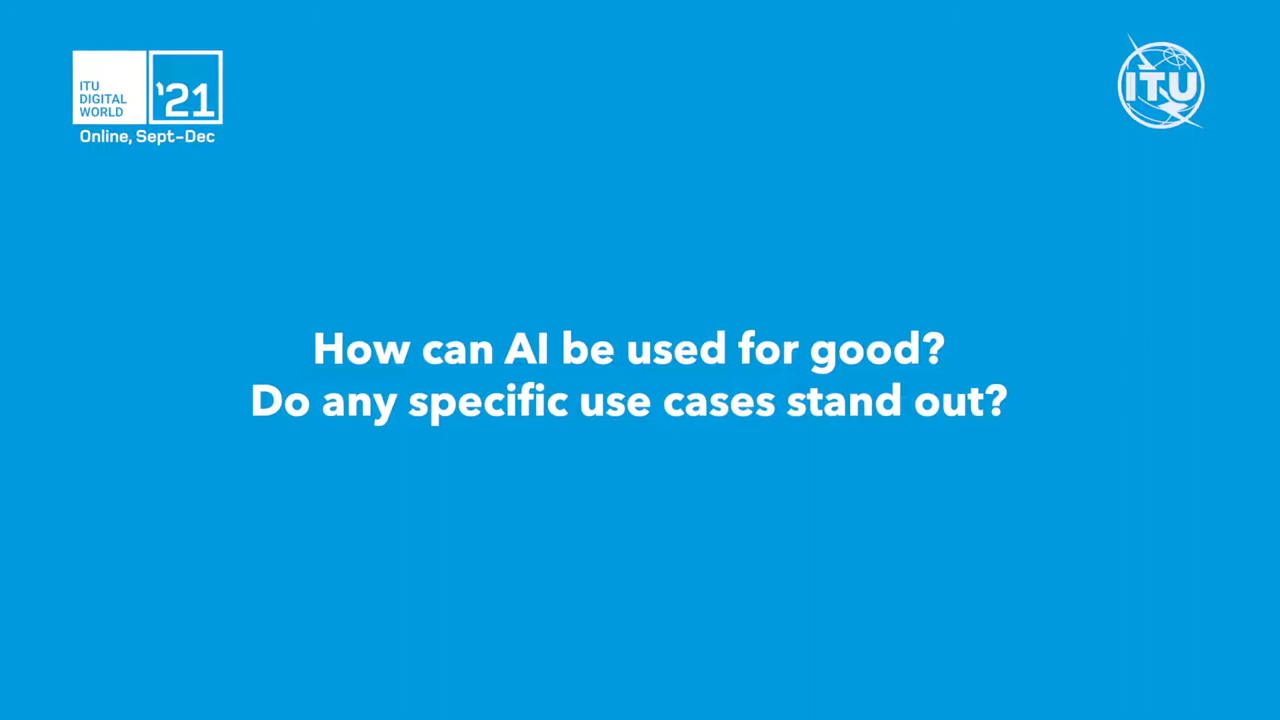 ITU
DIGITAL
WORLD
'21
Online, Sept-Dec
ITU
How can AI be used for good?
Do any specific use cases stand out?